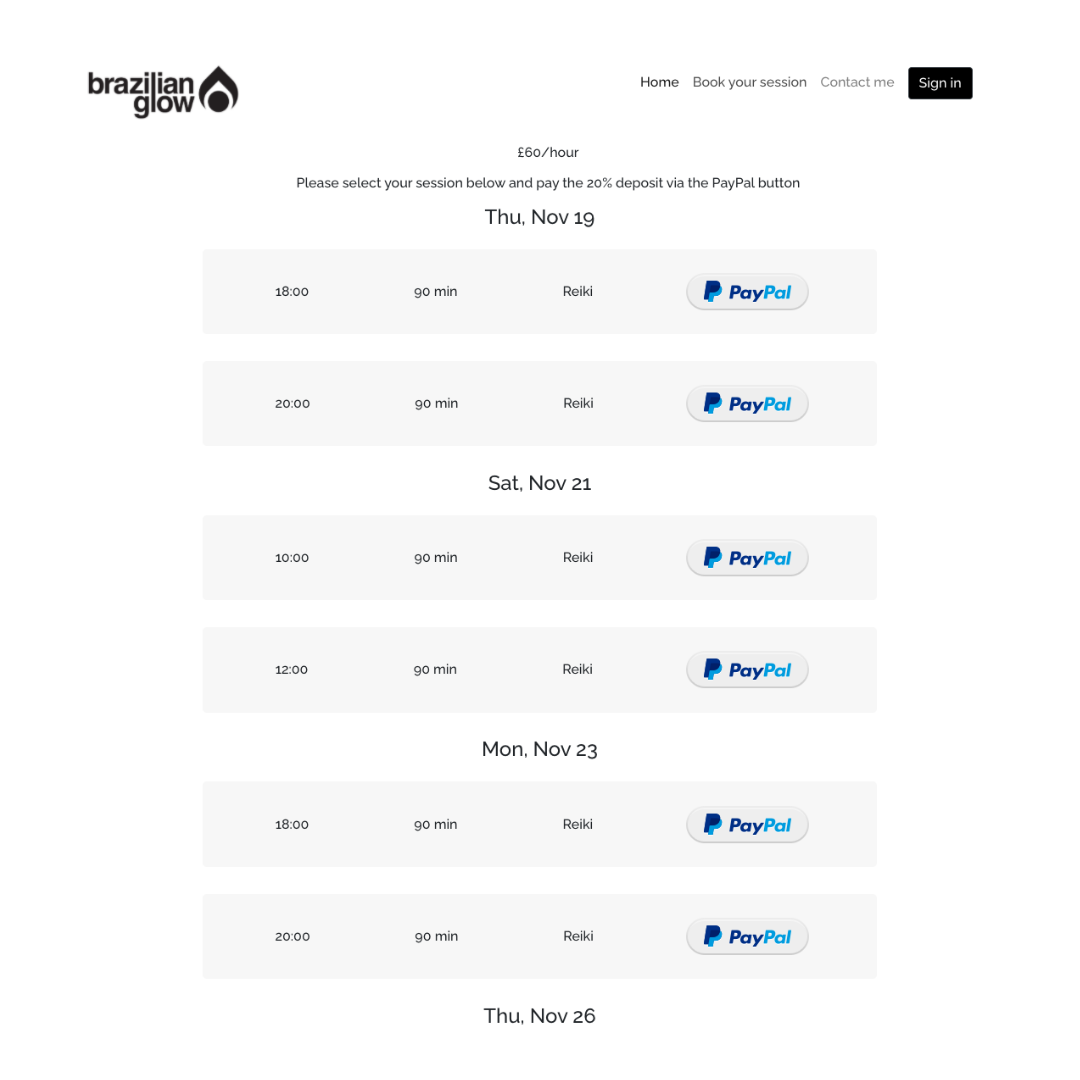 brazilian
glow
Home Book your session Contact me Sign in
£60/hour
Please select your session below and pay the 20% deposit via the PayPal button
Thu, Nov 19
18:00 90 min Reiki PayPal
20:00 90 min Reiki PayPal
Sat, Nov 21
10:00 90 min Reiki PayPal
12:00 90 min Reiki PayPal
Mon, Nov 23
18:00 90 min Reiki PayPal
20:00 90 min Reiki PayPal
Thu, Nov 26